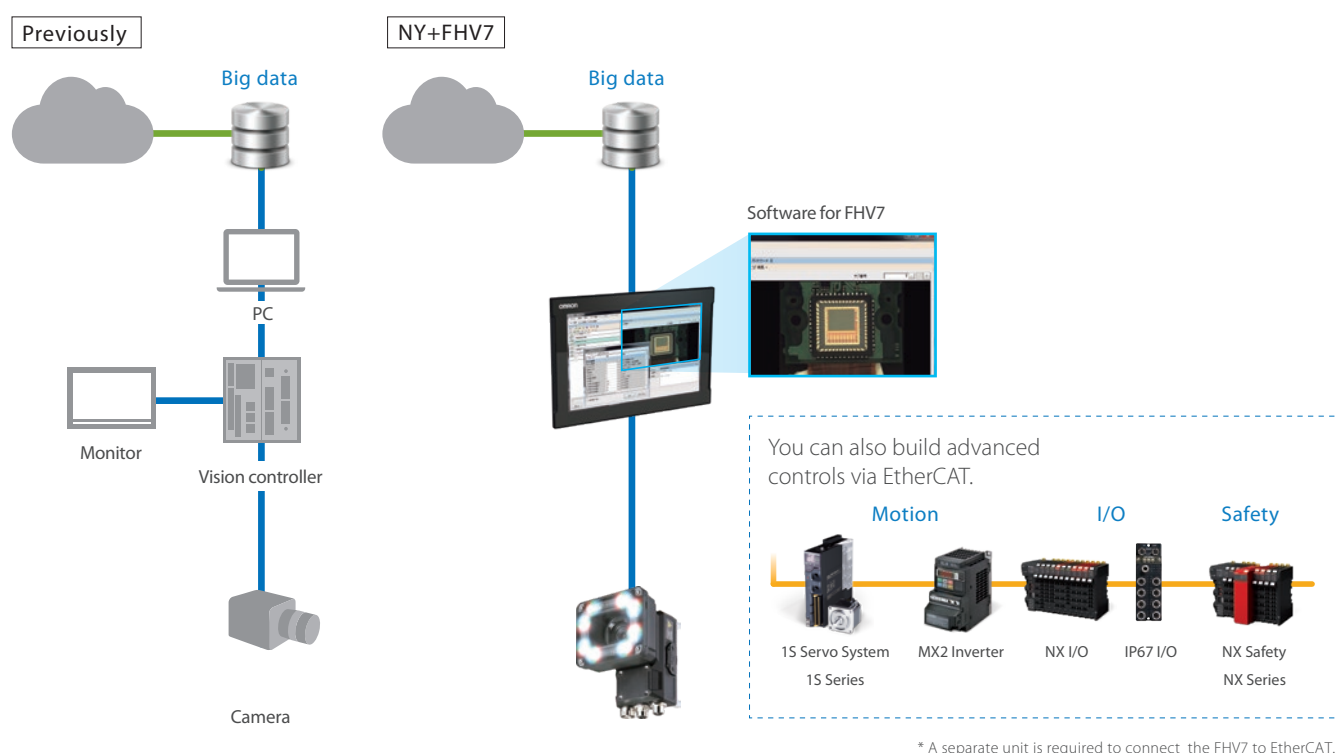 Previously
Big data
PC
Monitor
Vision controller
Camera
NY+FHV7
Big data
Software for FHV7
OMRON
You can also build advanced
controls via EtherCAT.
Motion
I/O
Safety
1S Servo System
1S Series
MX2 Inverter
NX I/O
IP67 I/O
NX Safety
NX Series
* A separate unit is required to connect the FHV7 to EtherCAT.